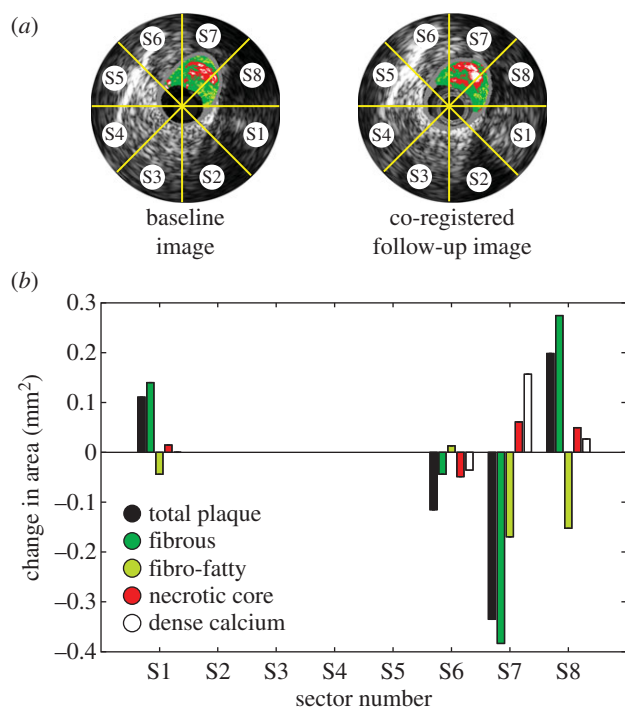 (a)
S6 S7
S5 S8
S4 S1
S3 S2
baseline
image
S6 S7
S5 S8
S4 S1
S3 S2
co-registered
follow-up image
(b)
change in area (mm²)
0.3
0.2
0.1
0
–0.1
–0.2
–0.3
–0.4
total plaque
fibrous
fibro-fatty
necrotic core
dense calcium
S1 S2 S3 S4 S5 S6 S7 S8
sector number